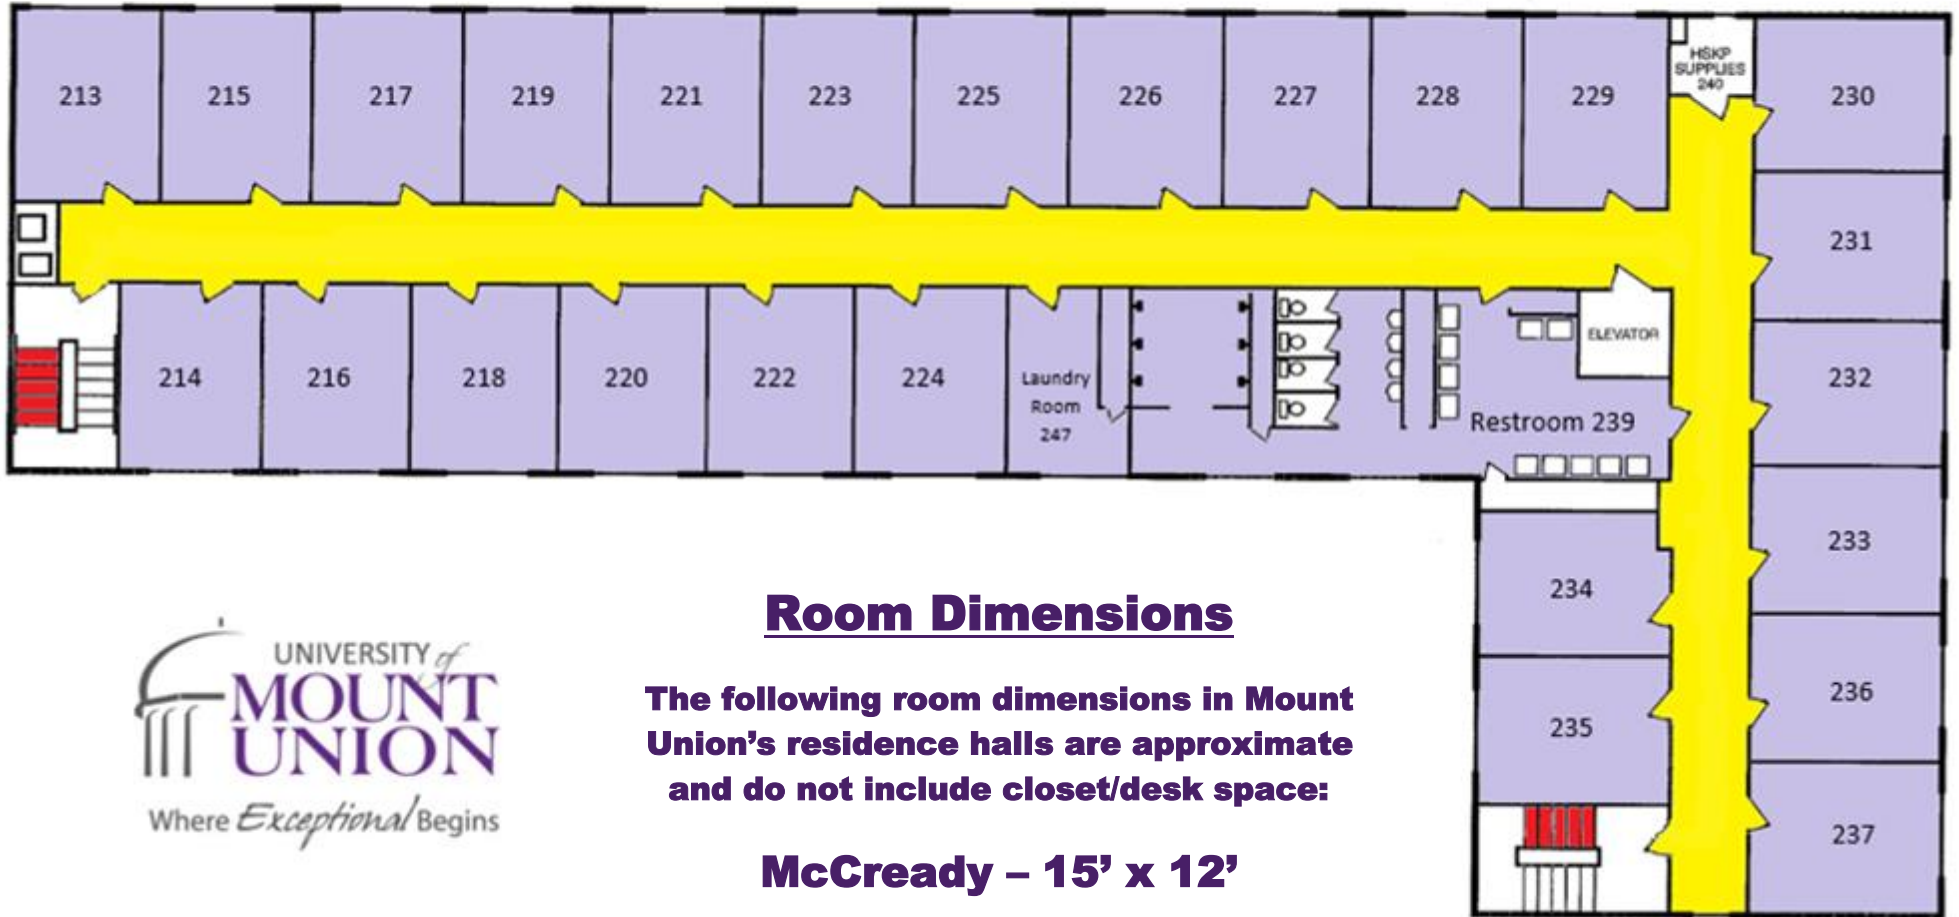 213
215
217
219
221
223
225
226
227
228
229
HSKP
SUPPLIES
240
230
231
232
233
236
237
214
216
218
220
222
224
Laundry
Room
247
ELEVATOR
Restroom 239
234
235
UNIVERSITY of
MOUNT
UNION
Where Exceptional Begins
Room Dimensions
The following room dimensions in Mount
Union’s residence halls are approximate
and do not include closet/desk space:
McCready – 15’ x 12’